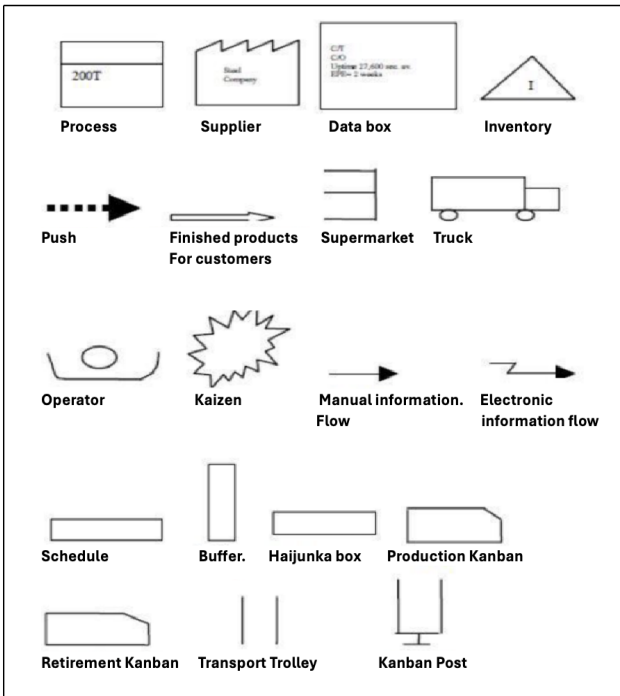 200T
Steel
Company
C/T
C/O
Uptime 27,600 sec. av.
EPE= 2 weeks
I
Process
Supplier
Data box
Inventory
Push
Finished products
For customers
Supermarket
Truck
Operator
Kaizen
Manual information.
Flow
Electronic
information flow
Schedule
Buffer.
Haijunka box
Production Kanban
Retirement Kanban
Transport Trolley
Kanban Post